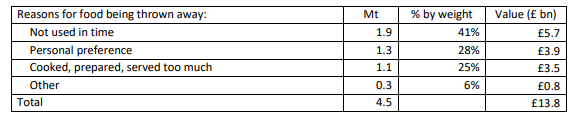 Reasons for food being thrown away: Mt % by weight Value (£ bn)
Not used in time 1.9 41% £5.7
Personal preference 1.3 28% £3.9
Cooked, prepared, served too much 1.1 25% £3.5
Other 0.3 6% £0.8
Total 4.5 £13.8